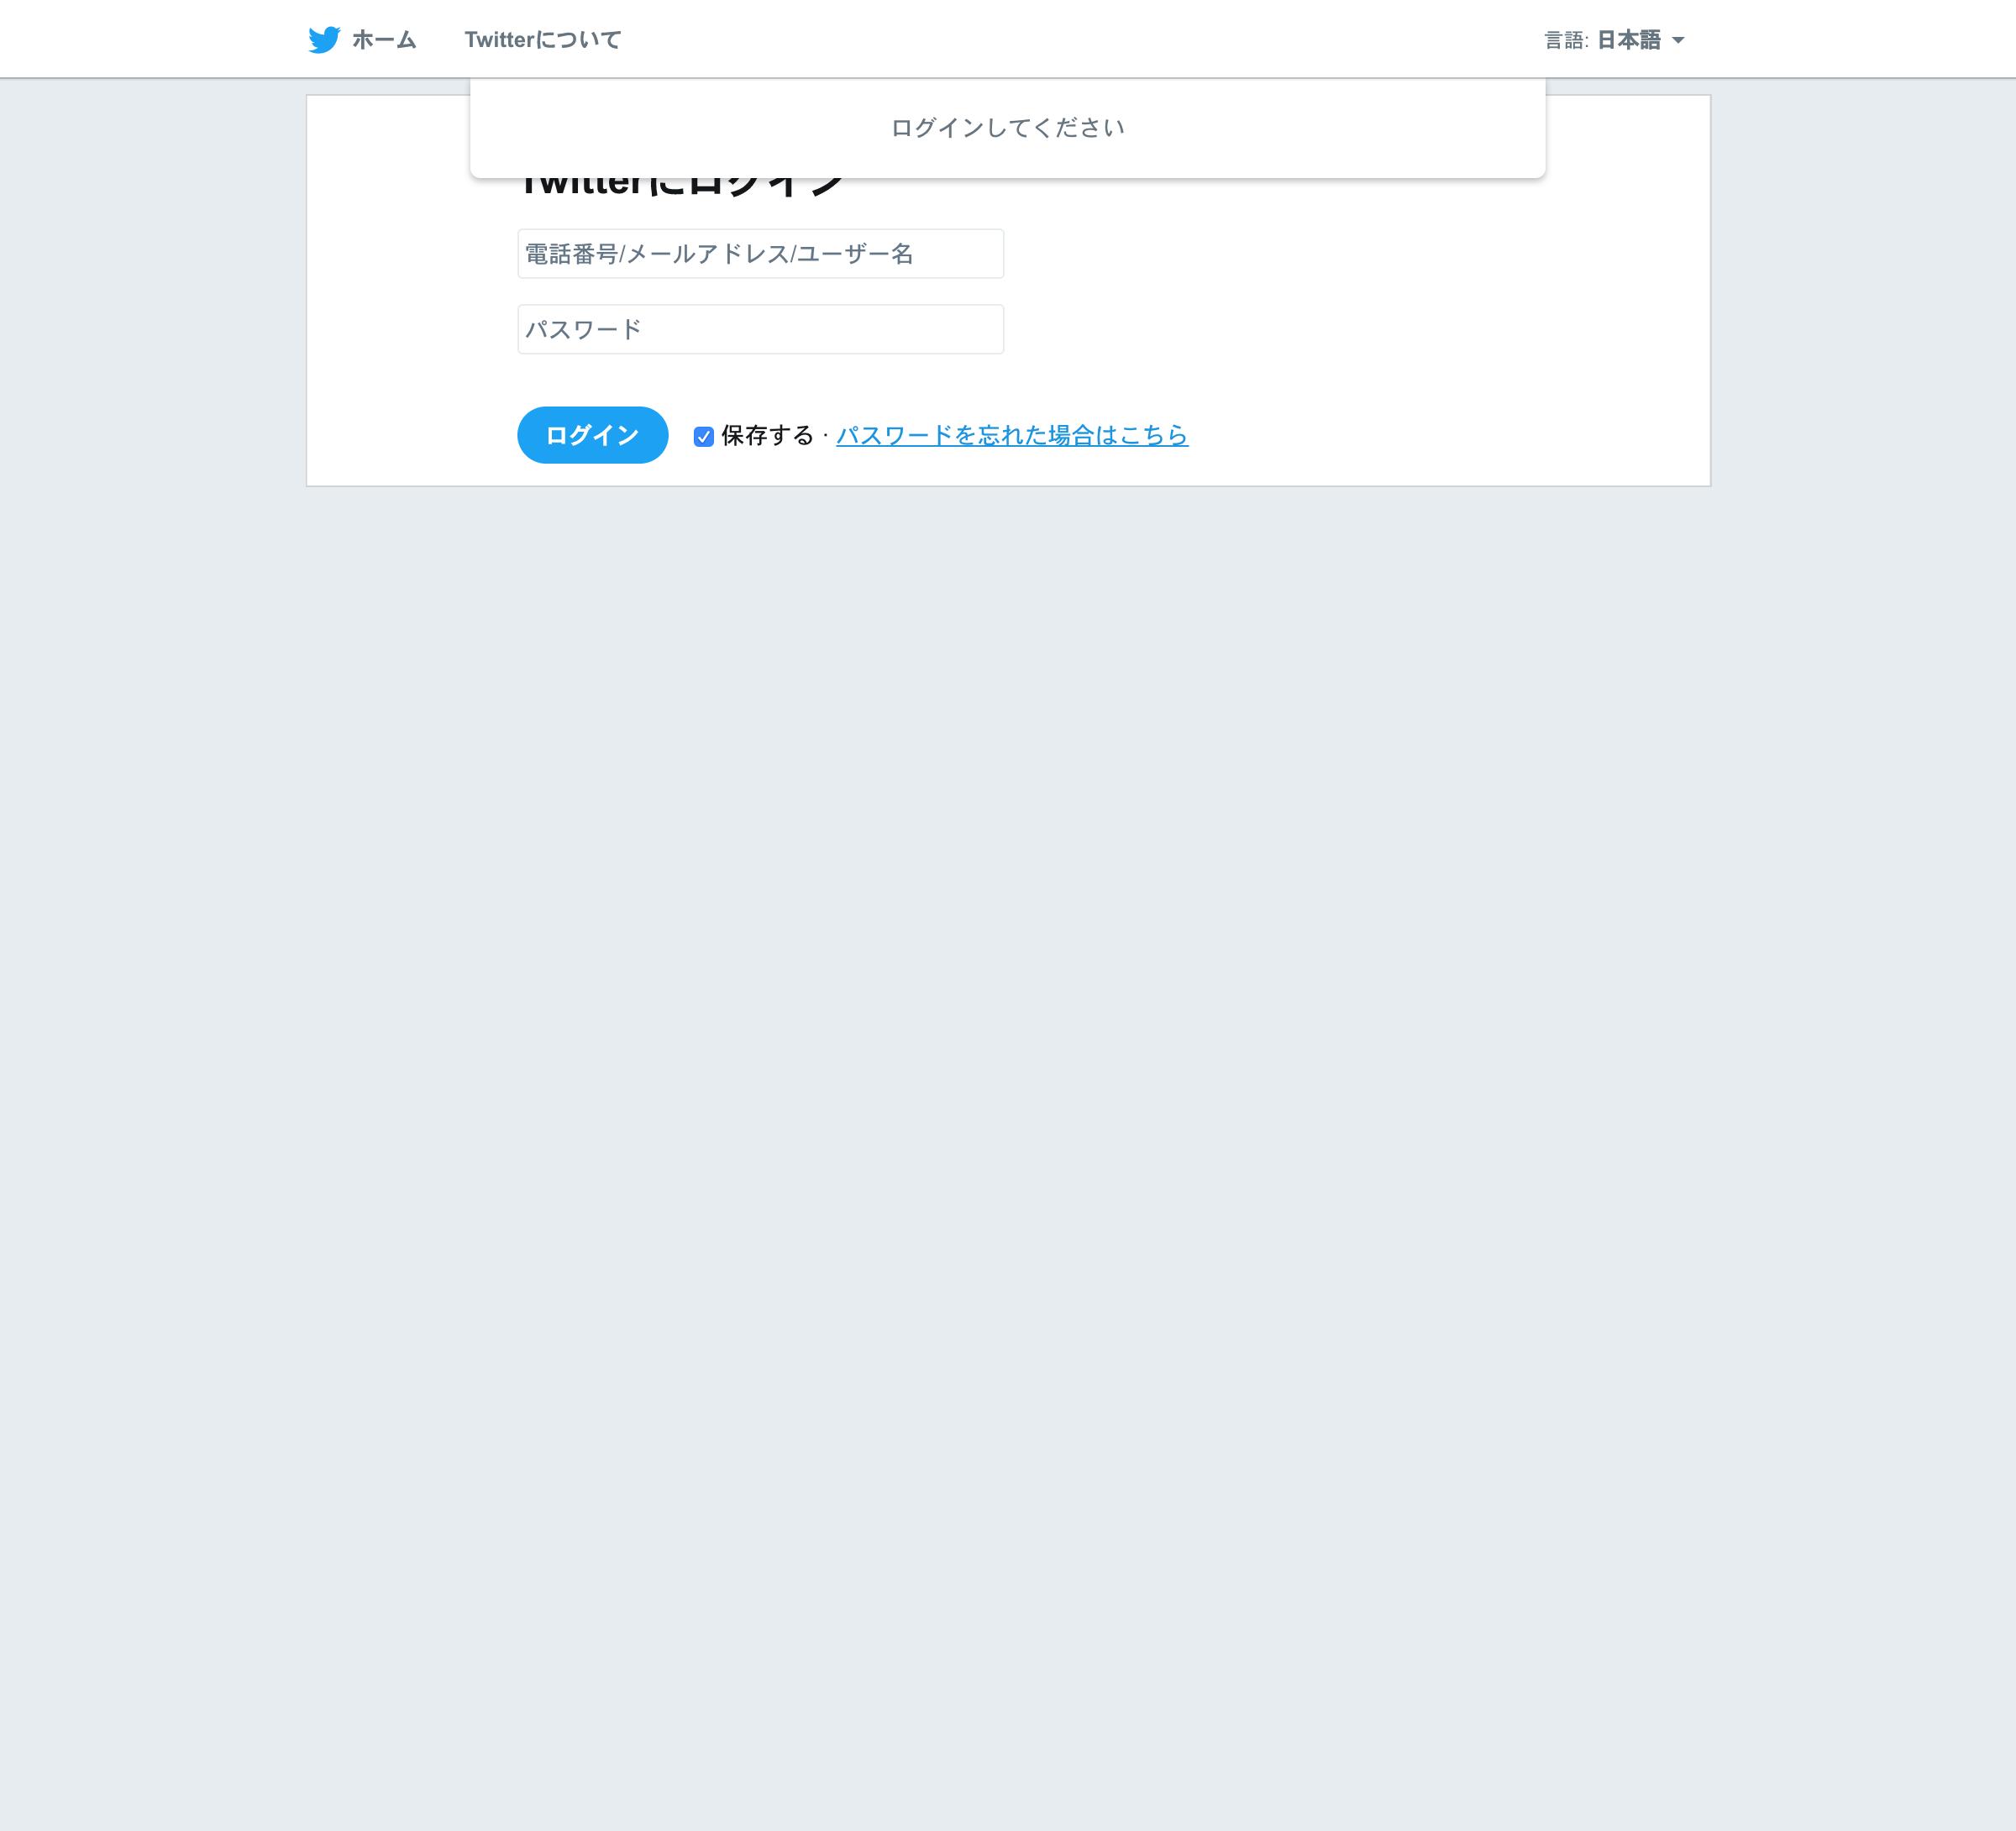 ホーム Twitterについて 言語: 日本語
ログインしてください
Twitterにログイン
電話番号/メールアドレス/ユーザー名
パスワード
ログイン 保存する · パスワードを忘れた場合はこちら